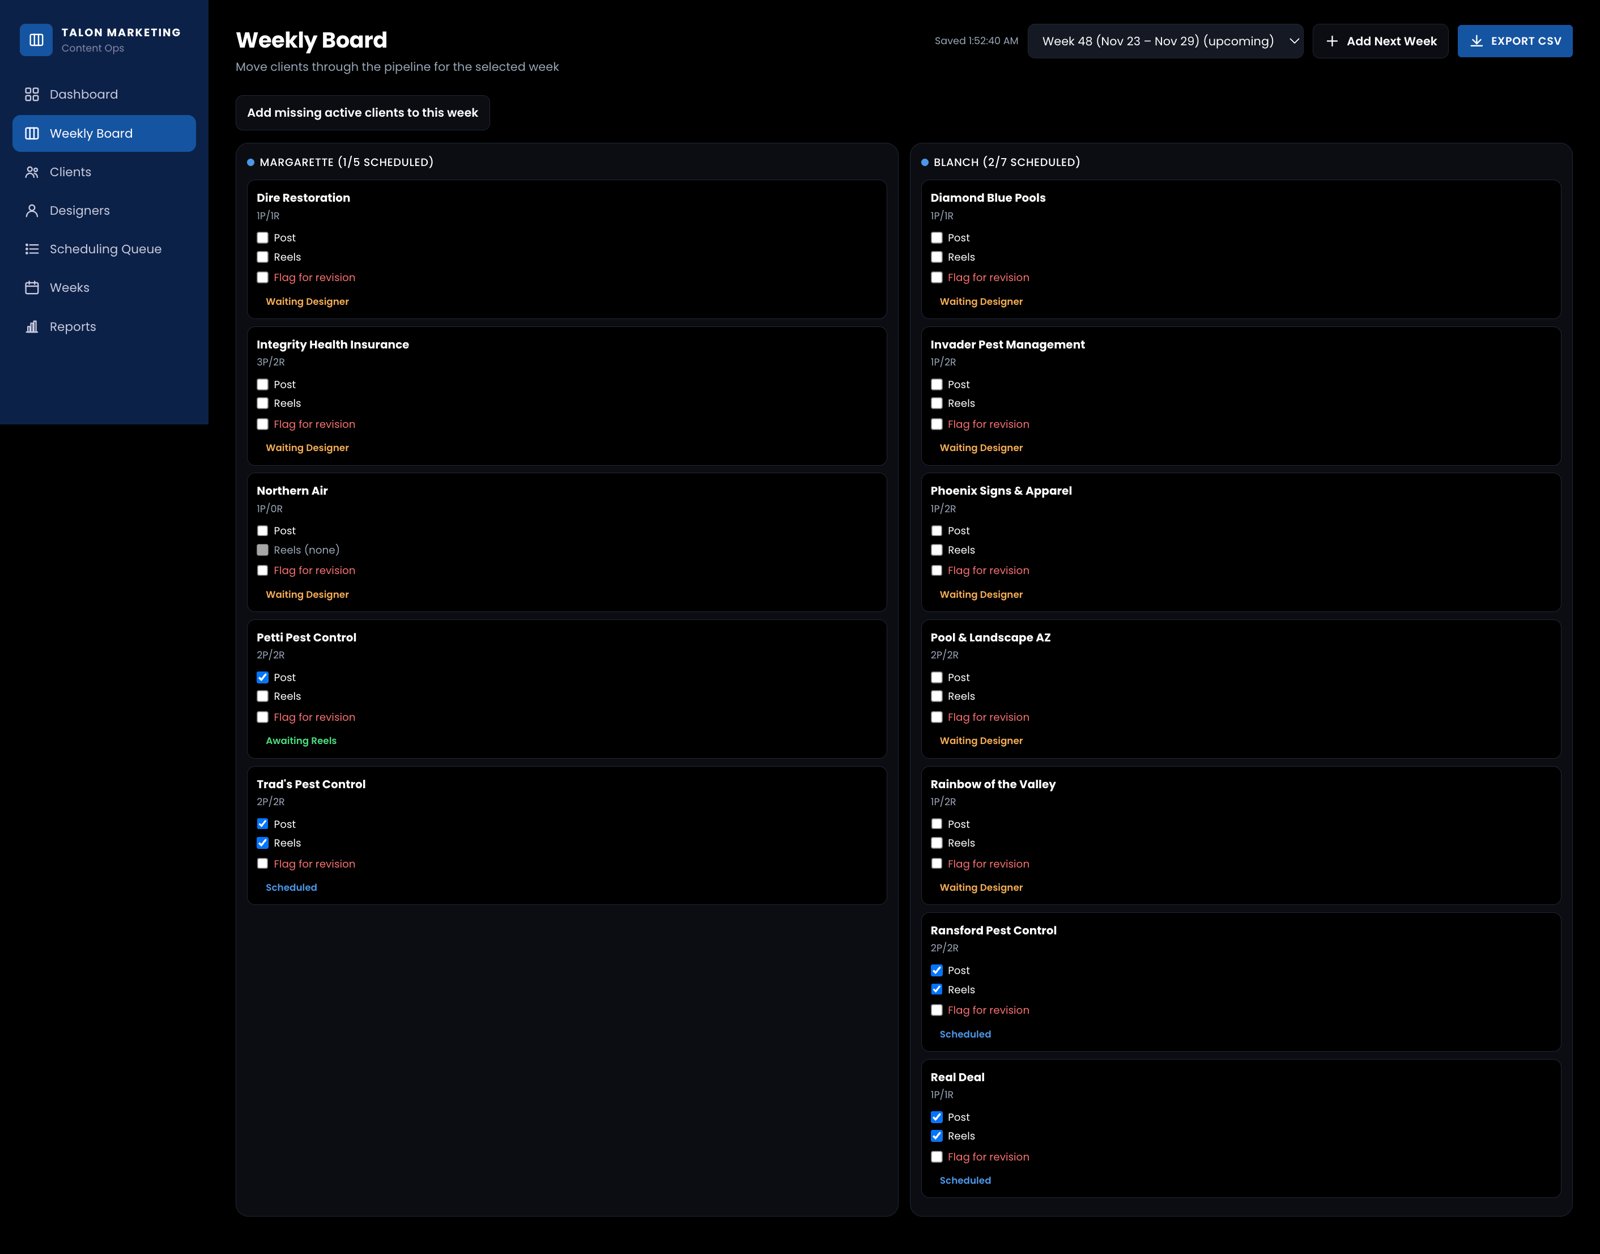 TALON MARKETING
Content Ops
Dashboard
Weekly Board
Clients
Designers
Scheduling Queue
Weeks
Reports
Weekly Board
Move clients through the pipeline for the selected week
Saved 1:52:40 AM
Week 48 (Nov 23 – Nov 29) (upcoming)
Add Next Week
EXPORT CSV
Add missing active clients to this week
MARGARETTE (1/5 SCHEDULED)
Dire Restoration
1P/1R
Post
Reels
Flag for revision
Waiting Designer
Integrity Health Insurance
3P/2R
Post
Reels
Flag for revision
Waiting Designer
Northern Air
1P/0R
Post
Reels (none)
Flag for revision
Waiting Designer
Petti Pest Control
2P/2R
Post
Reels
Flag for revision
Awaiting Reels
Trad's Pest Control
2P/2R
Post
Reels
Flag for revision
Scheduled
BLANCH (2/7 SCHEDULED)
Diamond Blue Pools
1P/1R
Post
Reels
Flag for revision
Waiting Designer
Invader Pest Management
1P/2R
Post
Reels
Flag for revision
Waiting Designer
Phoenix Signs & Apparel
1P/2R
Post
Reels
Flag for revision
Waiting Designer
Pool & Landscape AZ
2P/2R
Post
Reels
Flag for revision
Waiting Designer
Rainbow of the Valley
1P/2R
Post
Reels
Flag for revision
Waiting Designer
Ransford Pest Control
2P/2R
Post
Reels
Flag for revision
Scheduled
Real Deal
1P/1R
Post
Reels
Flag for revision
Scheduled